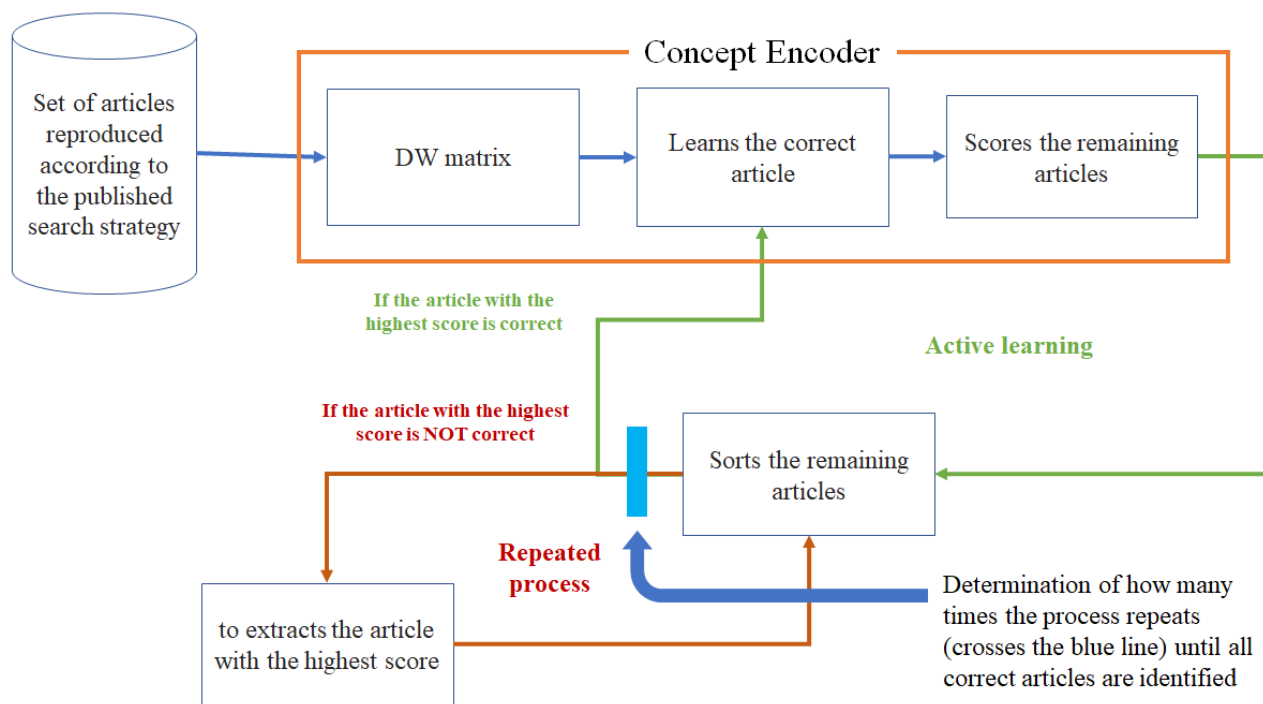 Concept Encoder
Set of articles
reproduced
according to
the published
search strategy
DW matrix
Learns the correct
article
Scores the remaining
articles
If the article with the
highest score is correct
Active learning
If the article with the highest
score is NOT correct
Sorts the remaining
articles
Repeated
process
to extracts the article
with the highest score
Determination of how many
times the process repeats
(crosses the blue line) until all
correct articles are identified